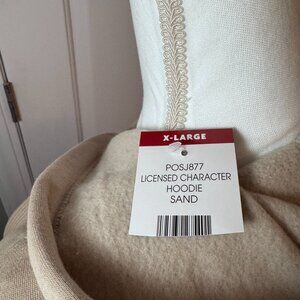 X-LARGE
POSJ877
LICENSED CHARACTER
HOODIE
SAND